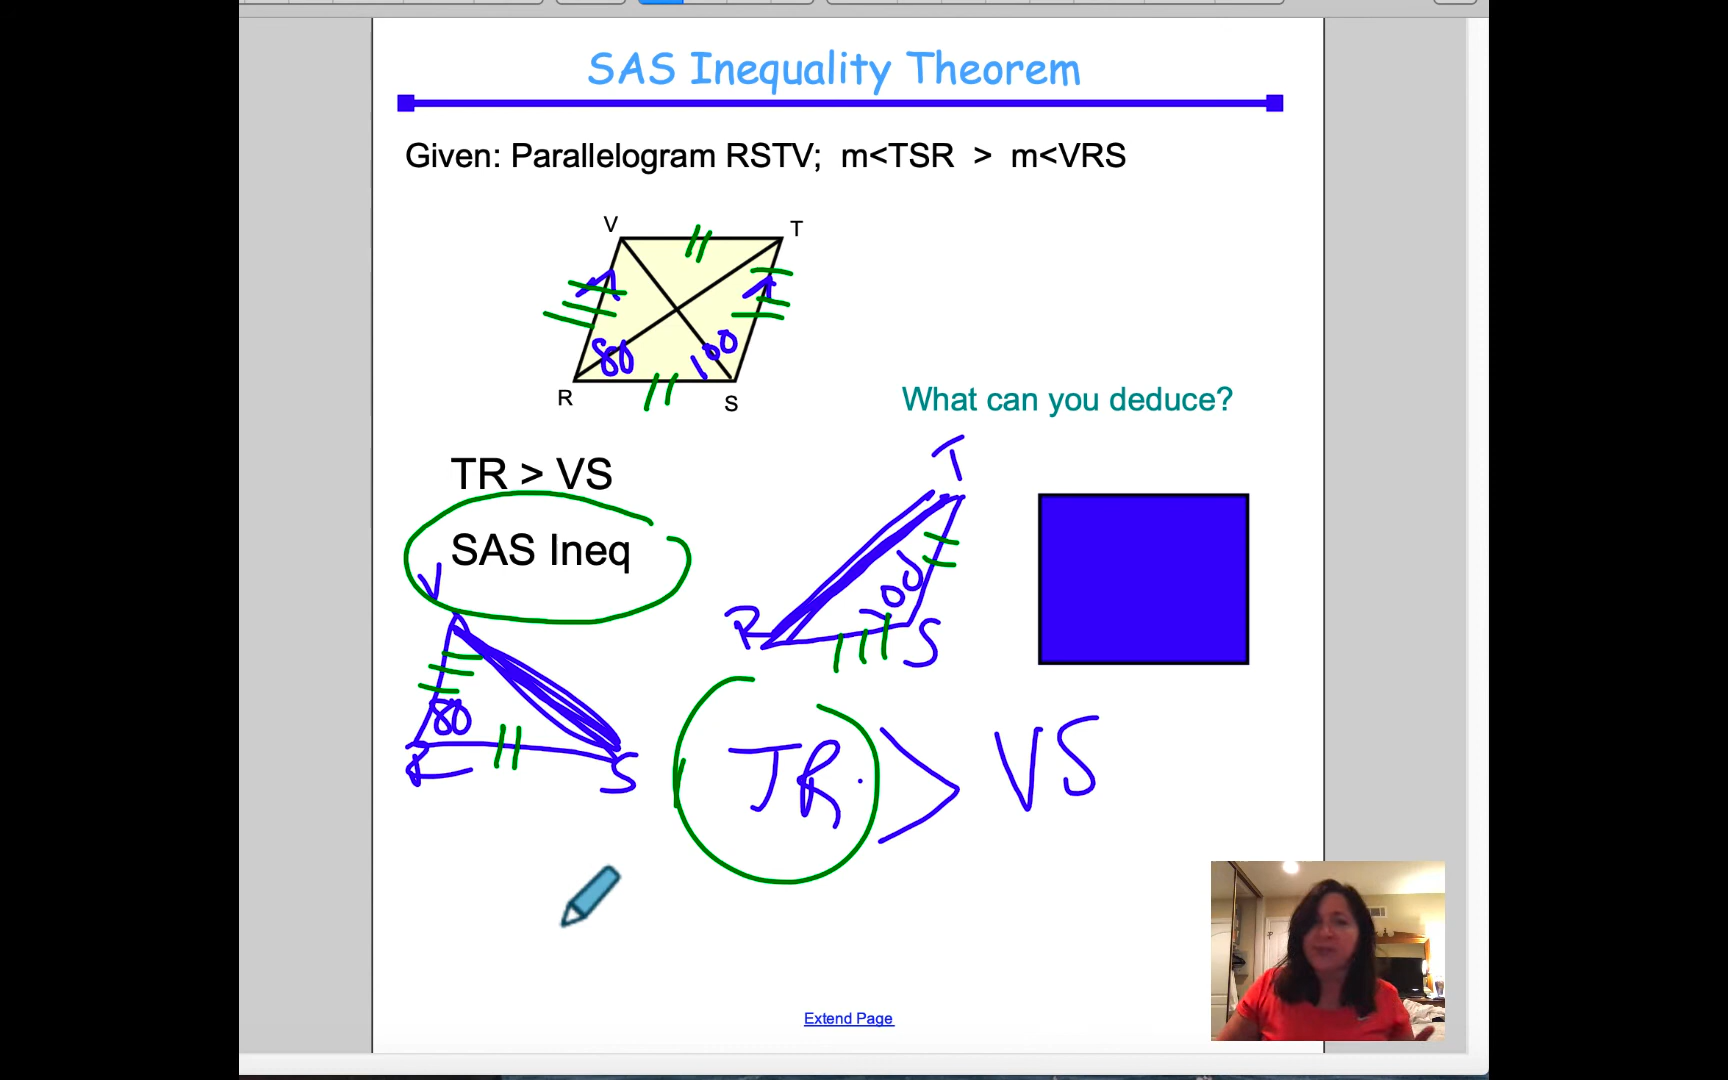 SAS Inequality Theorem
Given: Parallelogram RSTV; m<TSR > m<VRS
V T
80 100
R S
What can you deduce?
TR > VS
SAS Ineq
T
V
100
R S
80
R S
TR > VS
Extend Page